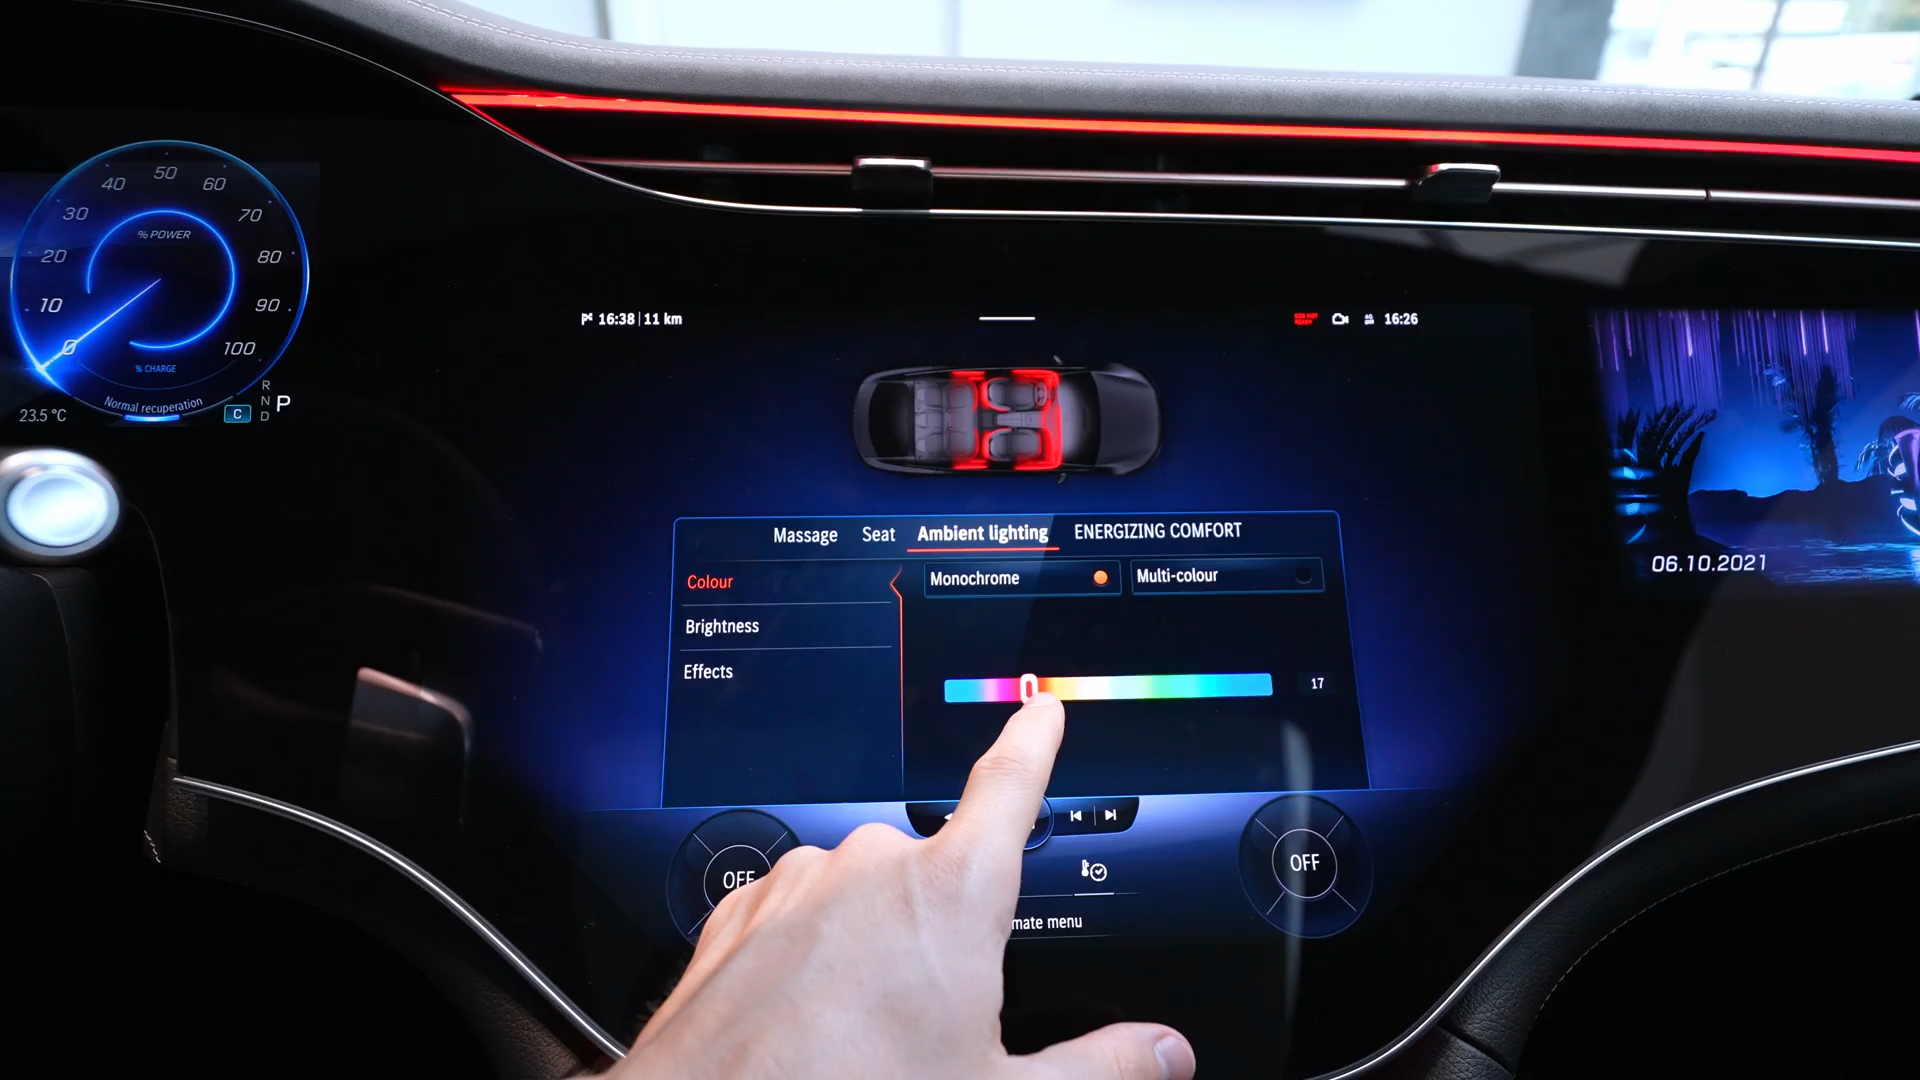 50
40
60
30
70
% POWER
20
80
10
90
0
100
% CHARGE
Normal recuperation
R
N
D
P
C
23.5 °C
16:38 | 11 km
16:26
Massage Seat Ambient lighting ENERGIZING COMFORT
Colour
Monochrome
Multi-colour
Brightness
Effects
17
OFF
OFF
mate menu
06.10.2021